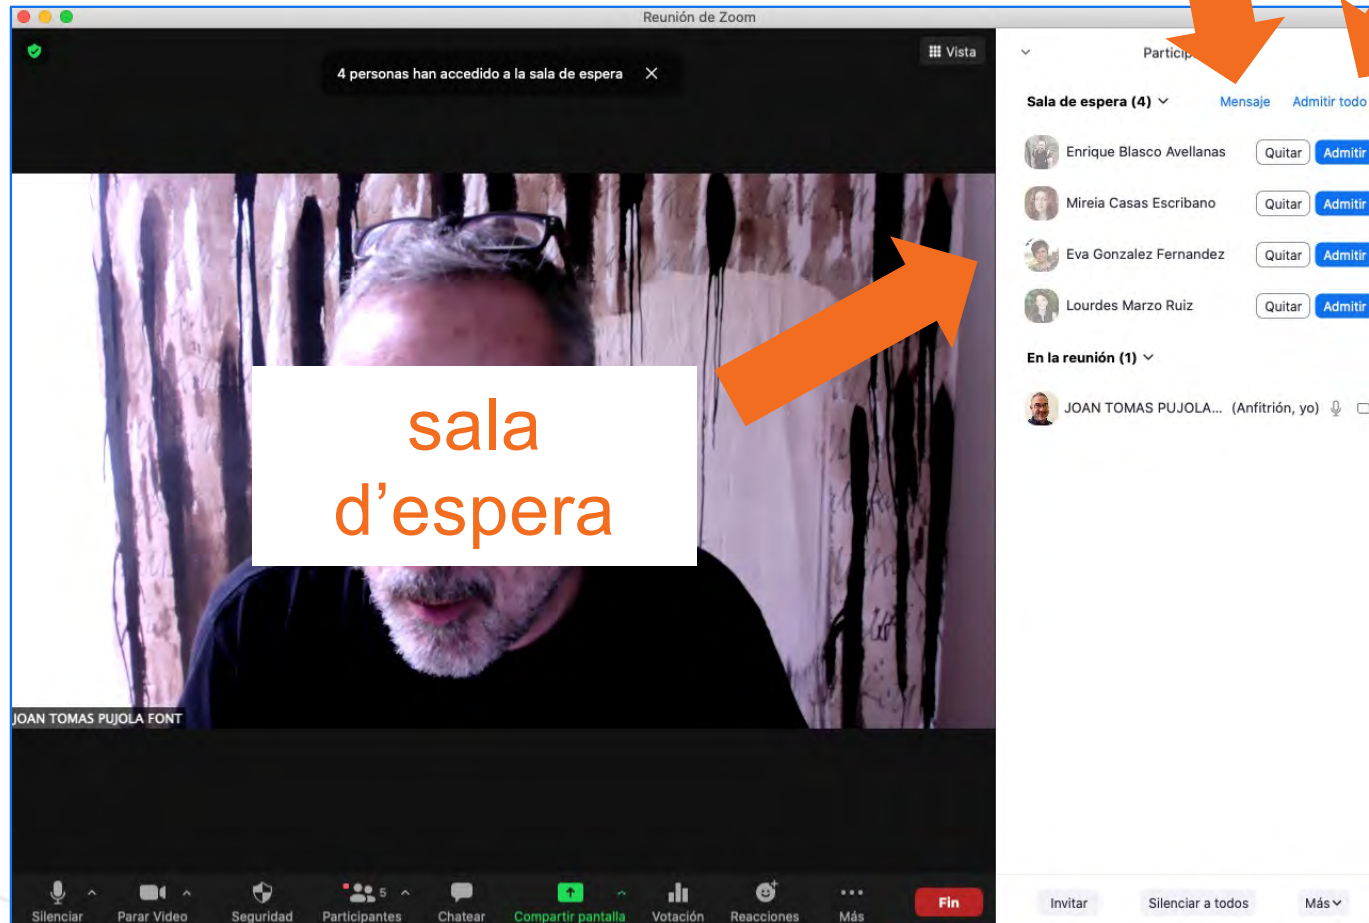 Reunión de Zoom
4 personas han accedido a la sala de espera
Vista
Sala de espera (4)
Mensaje
Admitir todo
Enrique Blasco Avellanas
Quitar
Admitir
Mireia Casas Escribano
Quitar
Admitir
Eva Gonzalez Fernandez
Quitar
Admitir
Lourdes Marzo Ruiz
Quitar
Admitir
En la reunión (1)
JOAN TOMAS PUJOLA... (Anfitrión, yo)
sala
d’espera
JOAN TOMAS PUJOLA FONT
Silenciar
Parar Video
Seguridad
5
Participantes
Chatear
Compartir pantalla
Votación
Reacciones
Más
Fin
Invitar
Silenciar a todos
Más